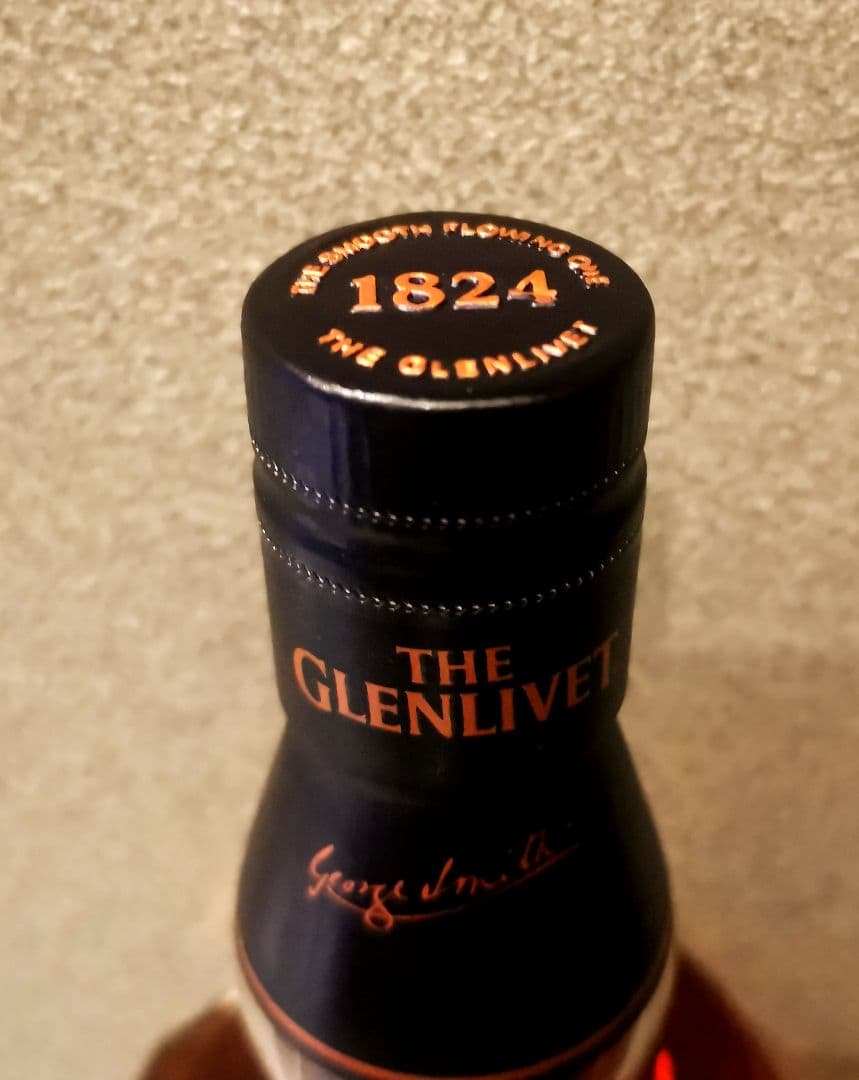 THE SMOOTH FLOWING ONE
1824
THE GLENLIVET
THE
GLENLIVET
George Smith